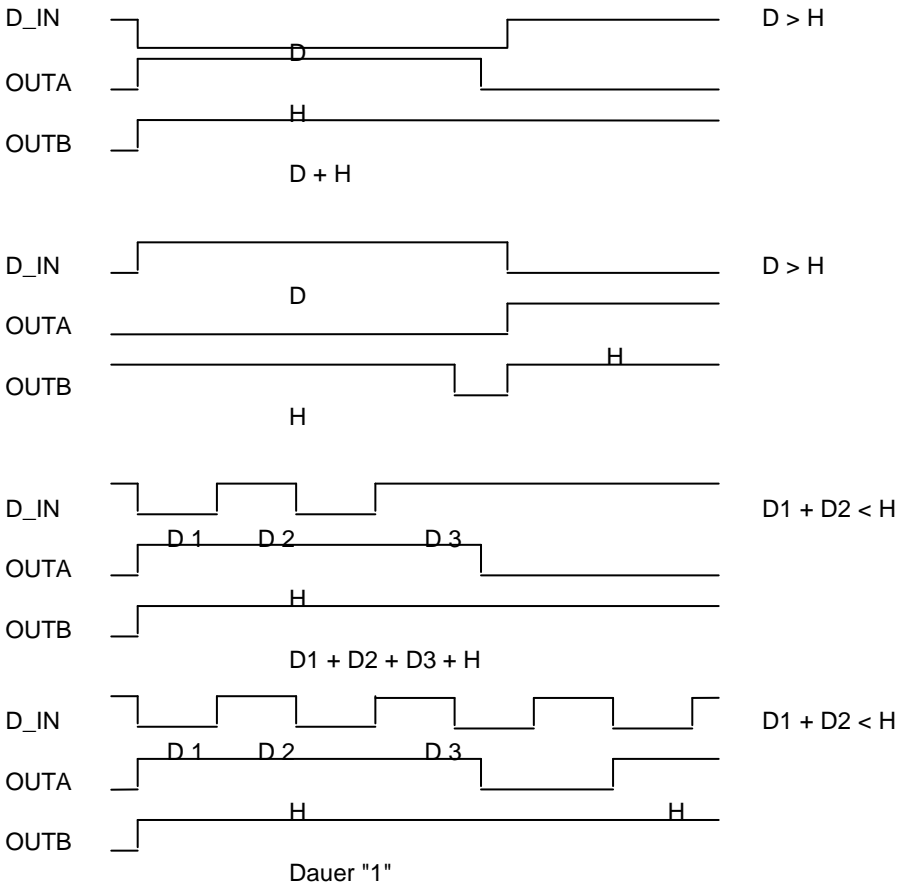 D_IN D > H
D
OUTA
H
OUTB
D + H
D_IN D > H
D
OUTA
H
OUTB
H
D_IN D1 + D2 < H
D 1 D 2 D 3
OUTA
H
OUTB
D1 + D2 + D3 + H
D_IN D1 + D2 < H
D 1 D 2 D 3
OUTA
H H
OUTB
Dauer "1"